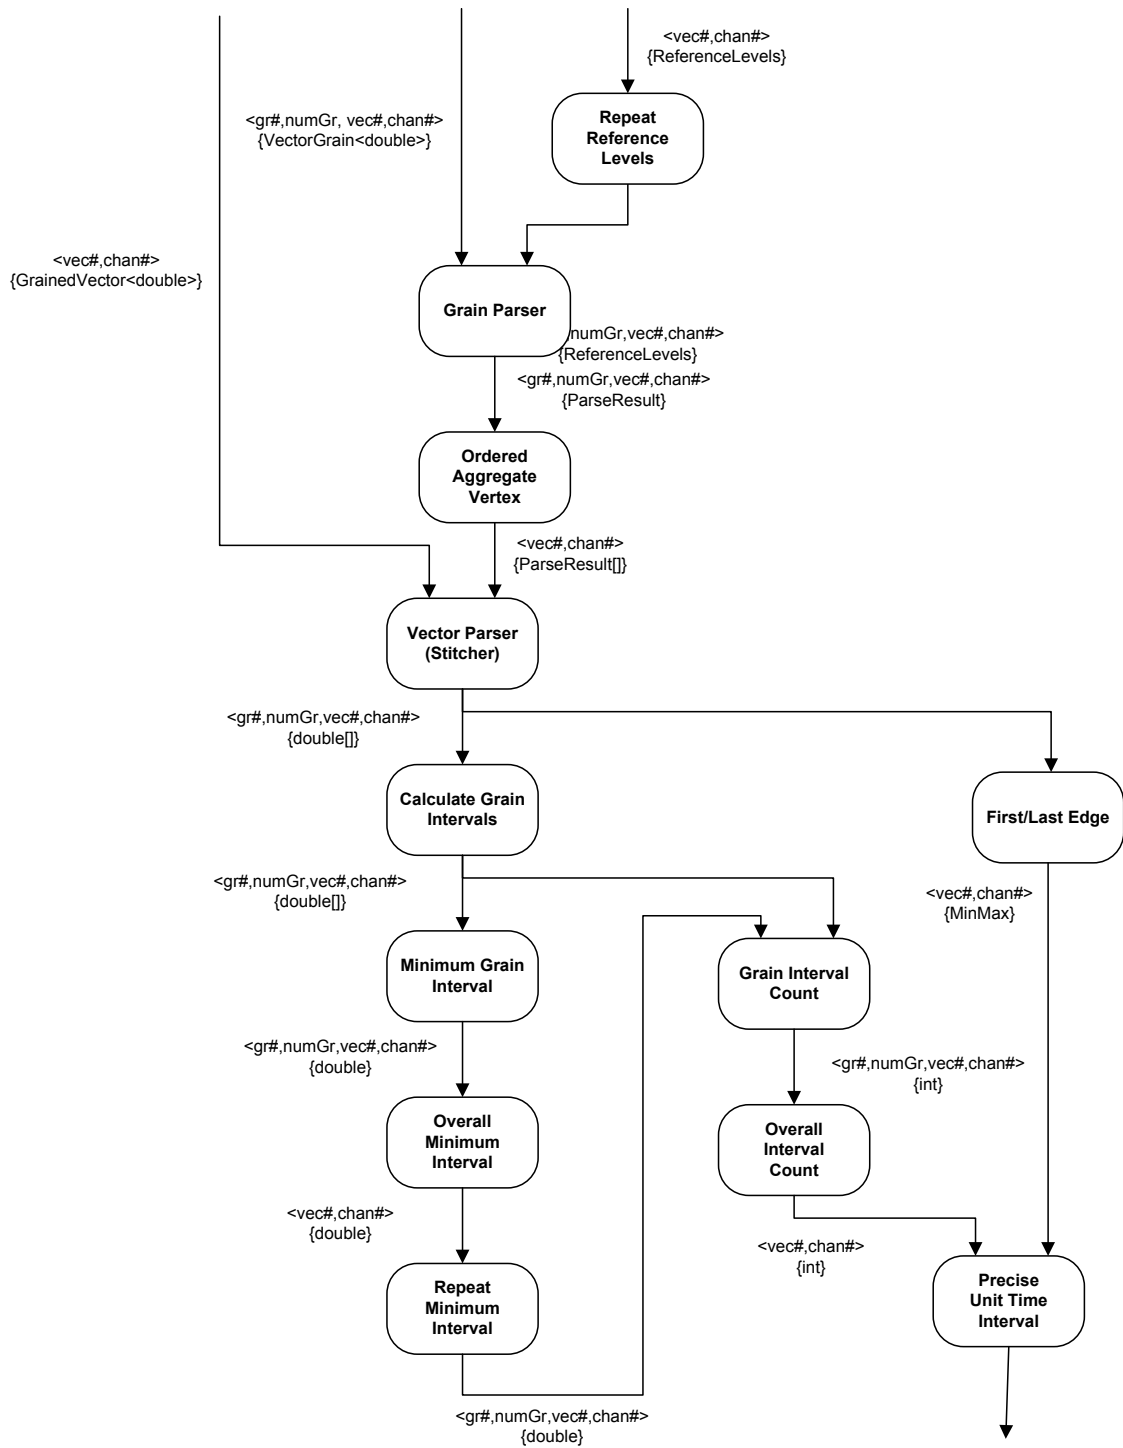 <vec#,chan#>
{ReferenceLevels}
Repeat
Reference
Levels
<gr#,numGr, vec#,chan#>
{VectorGrain<double>}
<vec#,chan#>
{GrainedVector<double>}
Grain Parser
,numGr,vec#,chan#>
{ReferenceLevels}
<gr#,numGr,vec#,chan#>
{ParseResult}
Ordered
Aggregate
Vertex
<vec#,chan#>
{ParseResult[]}
Vector Parser
(Stitcher)
<gr#,numGr,vec#,chan#>
{double[]}
Calculate Grain
Intervals
First/Last Edge
<gr#,numGr,vec#,chan#>
{double[]}
<vec#,chan#>
{MinMax}
Minimum Grain
Interval
Grain Interval
Count
<gr#,numGr,vec#,chan#>
{double}
<gr#,numGr,vec#,chan#>
{int}
Overall
Minimum
Interval
Overall
Interval
Count
<vec#,chan#>
{double}
<vec#,chan#>
{int}
Repeat
Minimum
Interval
Precise
Unit Time
Interval
<gr#,numGr,vec#,chan#>
{double}